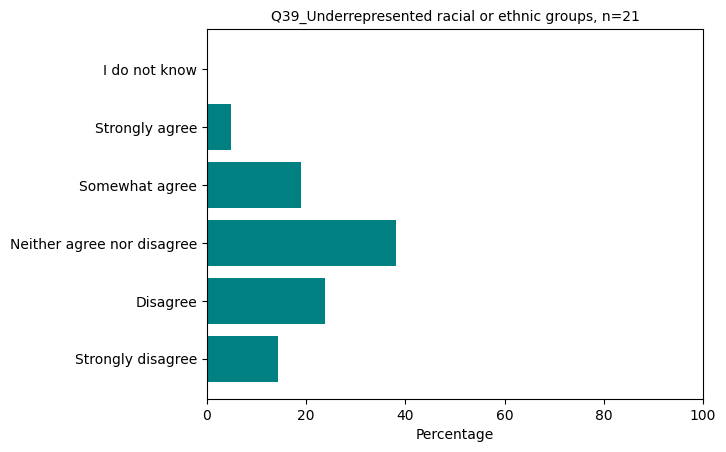 Q39_Underrepresented racial or ethnic groups, n=21
I do not know
Strongly agree
Somewhat agree
Neither agree nor disagree
Disagree
Strongly disagree
0 20 40 60 80 100
Percentage